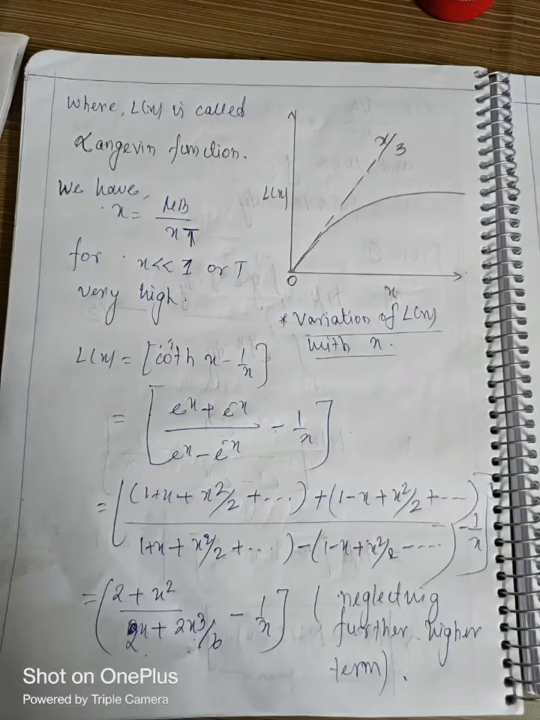 where, L(x) is called
Langevin function.
We have,
x = μB / xT
for x << 1 or T
very high.
x/3
L(x)
0
x
* Variation of L(x)
with x.
L(x) = [coth x - 1/x]
= [(e^x + e^-x) / (e^x - e^-x) - 1/x]
= [((1+x+x²/2+...)+(1-x+x²/2+---) / 1+x+x²/2+...)-(1-x+x²/2----)) - 1/x]
= (2+x² / 2x+2x³/6 - 1/x] (neglecting
further higher
term).
Shot on OnePlus
Powered by Triple Camera